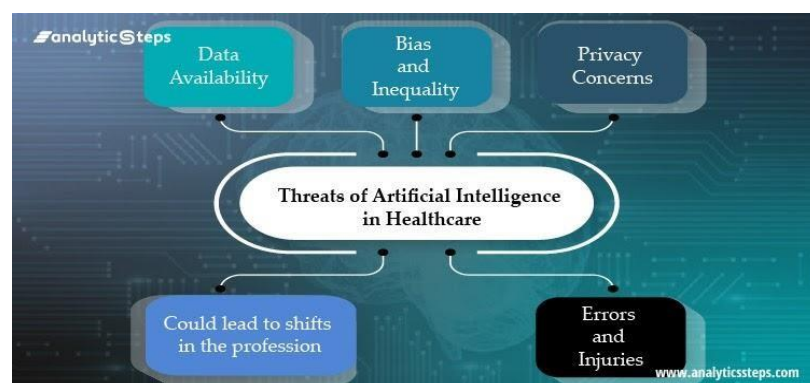 analyticSteps
Data
Availability
Bias
and
Inequality
Privacy
Concerns
Threats of Artificial Intelligence
in Healthcare
Could lead to shifts
in the profession
Errors
and
Injuries
www.analyticssteps.com